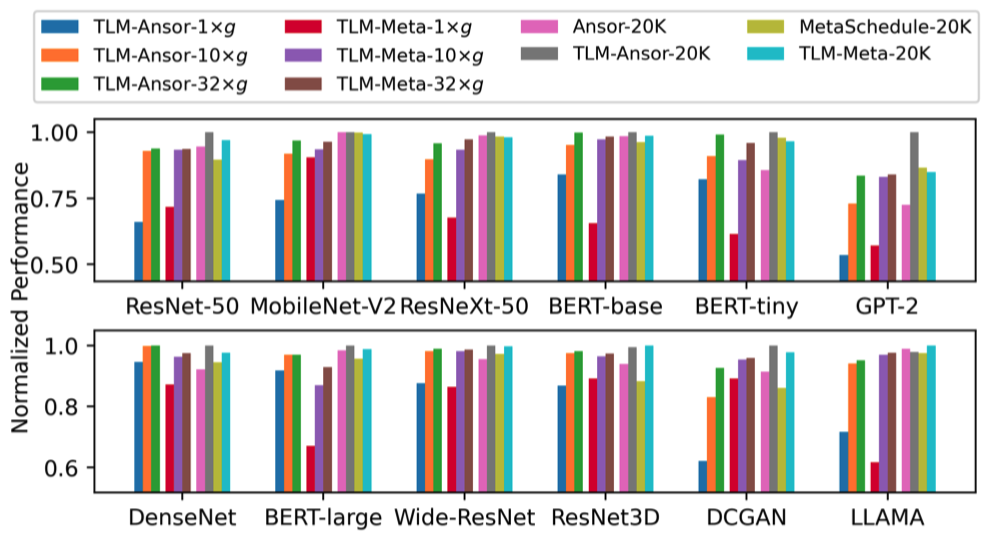 TLM-Ansor-1×g TLM-Meta-1×g Ansor-20K MetaSchedule-20K
TLM-Ansor-10×g TLM-Meta-10×g TLM-Ansor-20K TLM-Meta-20K
TLM-Ansor-32×g TLM-Meta-32×g
Normalized Performance
1.00
0.75
0.50
ResNet-50 MobileNet-V2 ResNeXt-50 BERT-base BERT-tiny GPT-2
1.0
0.8
0.6
DenseNet BERT-large Wide-ResNet ResNet3D DCGAN LLAMA